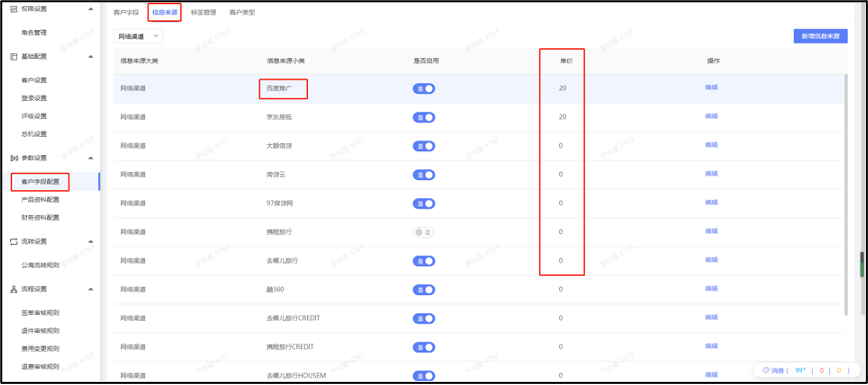 权限设置
角色管理
基础配置
客户设置
登录设置
评级设置
总机设置
参数设置
客户字段配置
产品资料配置
财务资料配置
流转设置
公海流转规则
流程设置
签单审核规则
退件审核规则
费用变更规则
退费审核规则
客户字段 信息来源 标签管理 客户类型
网络渠道
新增信息来源
信息来源大类 信息来源小类 是否启用 单价 操作
网络渠道 百度推广 是 20 编辑
网络渠道 京东房抵 是 20 编辑
网络渠道 大额信贷 是 0 编辑
网络渠道 房贷云 是 0 编辑
网络渠道 97房贷网 是 0 编辑
网络渠道 携程旅行 否 0 编辑
网络渠道 去哪儿旅行 是 0 编辑
网络渠道 融360 是 0 编辑
网络渠道 去哪儿旅行CREDIT 是 0 编辑
网络渠道 携程旅行CREDIT 是 0 编辑
网络渠道 去哪儿旅行HOUSEM 是 0 编辑
消息 ( 99+ | 0 | 0 )